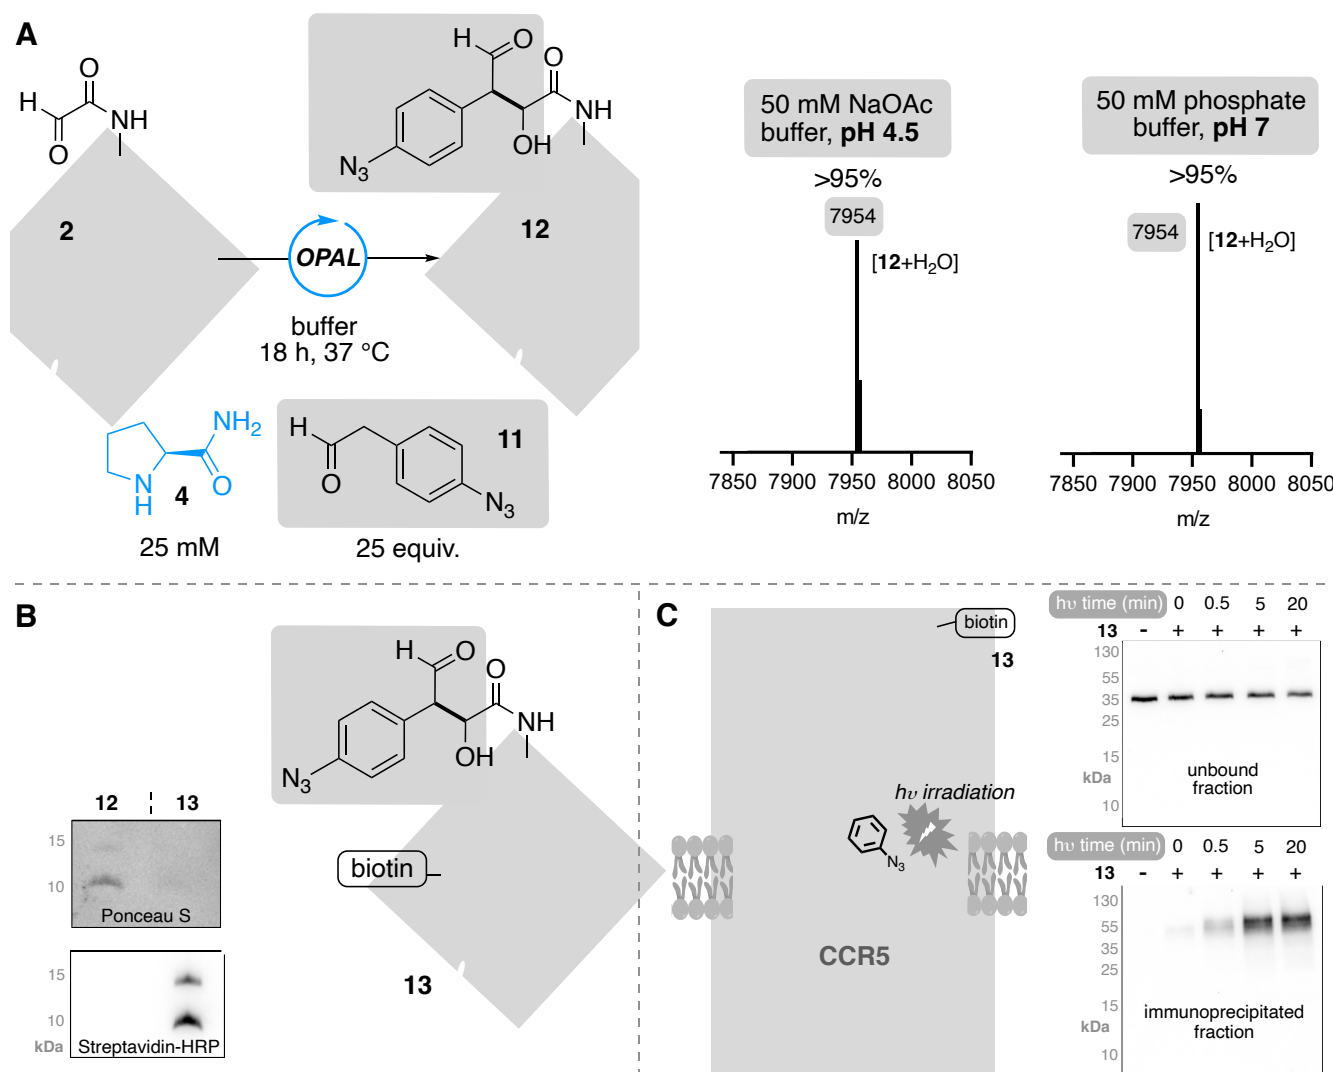 A
H
O
O
NH
2
H
O
O
NH
OH
N3
12
OPAL
buffer
18 h, 37 °C
NH2
O
N
H
4
25 mM
H
O
11
N3
25 equiv.
50 mM NaOAc
buffer, pH 4.5
>95%
7954
[12+H2O]
7850 7900 7950 8000 8050
m/z
50 mM phosphate
buffer, pH 7
>95%
7954
[12+H2O]
7850 7900 7950 8000 8050
m/z
B
12 13
15
10
Ponceau S
15
10
kDa
Streptavidin-HRP
H
O
O
NH
OH
N3
biotin
13
C
biotin
13
hυ irradiation
N3
CCR5
hυ time (min) 0 0.5 5 20
13 - + + + +
130
55
35
25
15
kDa
10
unbound
fraction
hυ time (min) 0 0.5 5 20
13 - + + + +
130
55
35
25
15
kDa
10
immunoprecipitated
fraction